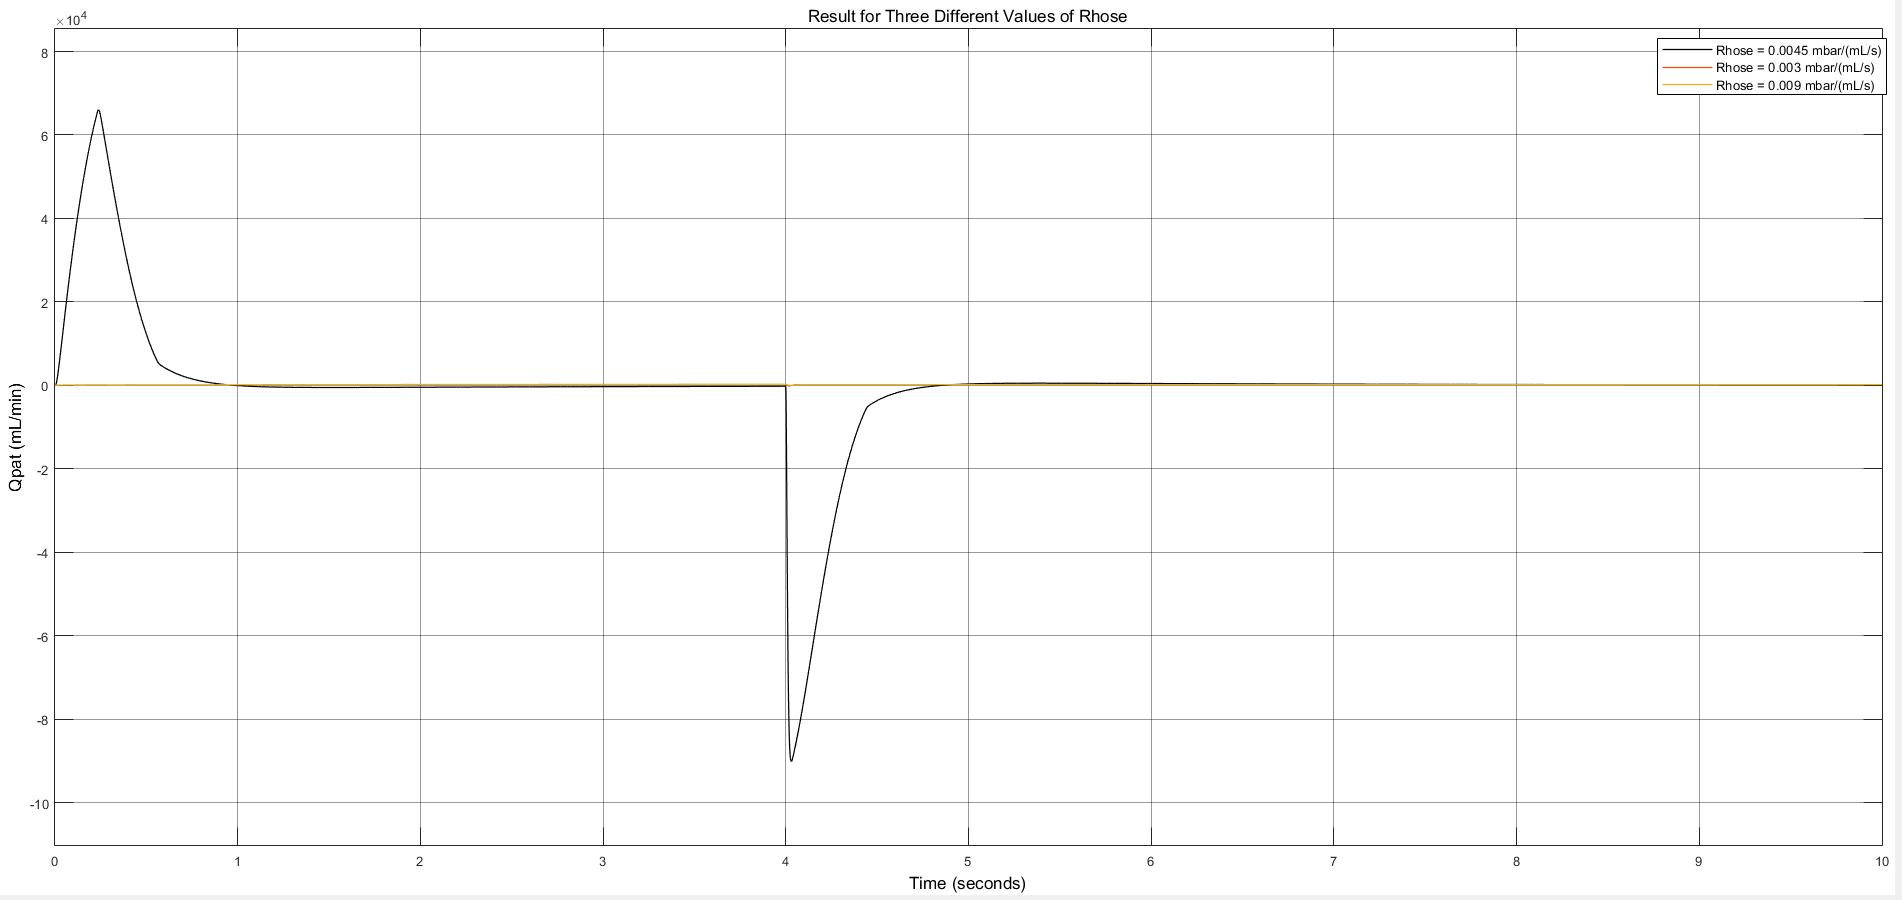 Result for Three Different Values of Rhose
×10⁴
Rhose = 0.0045 mbar/(mL/s)
Rhose = 0.003 mbar/(mL/s)
Rhose = 0.009 mbar/(mL/s)
8
6
4
2
0
-2
-4
-6
-8
-10
Qpat (mL/min)
0 1 2 3 4 5 6 7 8 9 10
Time (seconds)